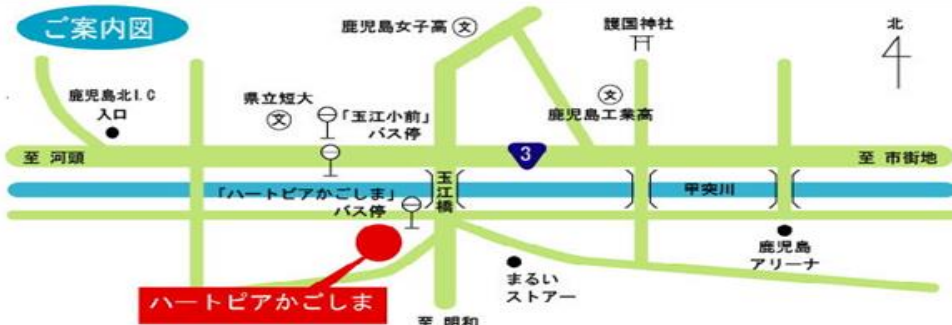 ご案内図
鹿児島女子高 文
護国神社
北
鹿児島北I.C
入口
県立短大
文
「玉江小前」
バス停
文
鹿児島工業高
至 河頭
3
至 市街地
玉江橋
甲突川
「ハートピアかごしま」
バス停
鹿児島
アリーナ
まるい
ストアー
ハートピアかごしま
至 明和